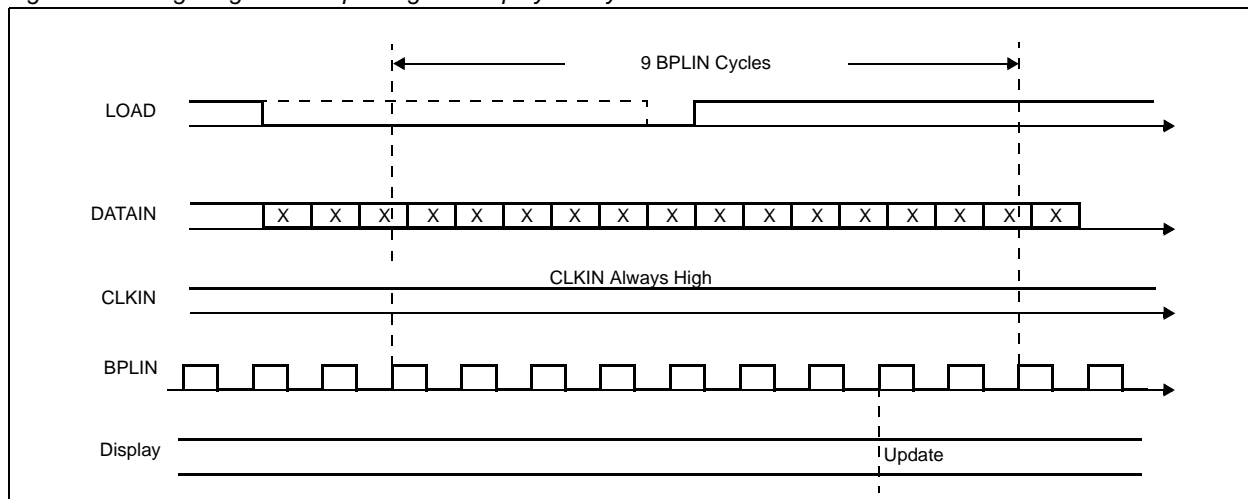 9 BPLIN Cycles
LOAD
DATAIN X X X X X X X X X X X X X X X X X
CLKIN Always High
CLKIN
BPLIN
Display
Update